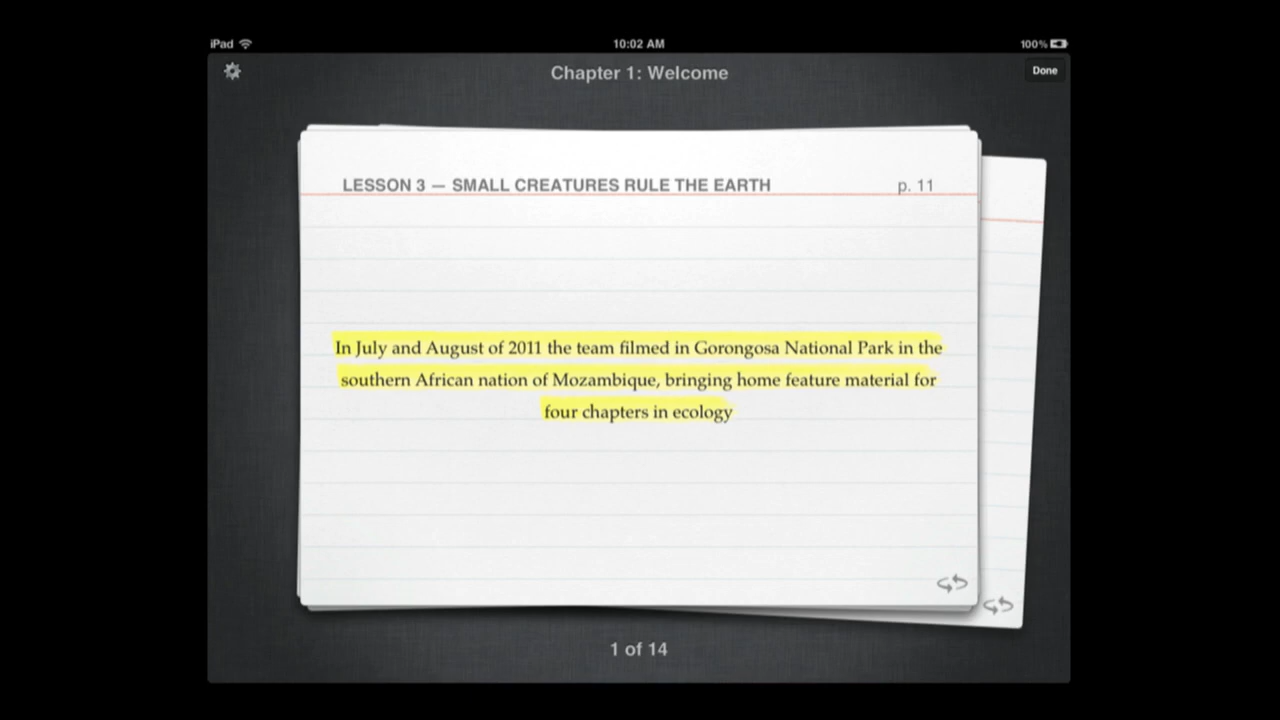 iPad
10:02 AM
100%
Chapter 1: Welcome
Done
LESSON 3 — SMALL CREATURES RULE THE EARTH
p. 11
In July and August of 2011 the team filmed in Gorongosa National Park in the
southern African nation of Mozambique, bringing home feature material for
four chapters in ecology
1 of 14